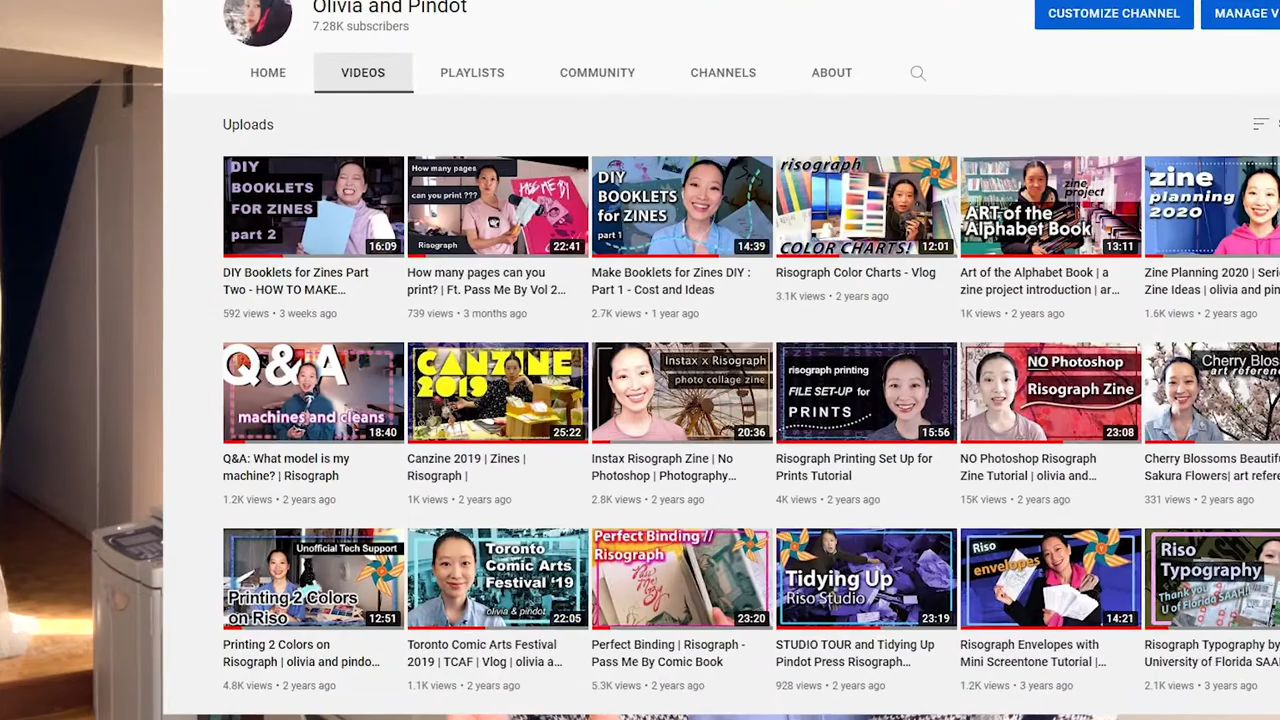 Olivia and Pindot
7.28K subscribers
CUSTOMIZE CHANNEL
MANAGE V
HOME
VIDEOS
PLAYLISTS
COMMUNITY
CHANNELS
ABOUT
Uploads
DIY
BOOKLETS
FOR ZINES
part 2
16:09
How many pages
can you print ???
PASS ME BY
Risograph
22:41
DIY
BOOKLETS
for ZINES
part 1
14:39
risograph
COLOR CHARTS!
12:01
zine
project
ART of the
Alphabet Book
13:11
zine
planning
2020
DIY Booklets for Zines Part
Two - HOW TO MAKE...
592 views • 3 weeks ago
How many pages can you
print? | Ft. Pass Me By Vol 2...
739 views • 3 months ago
Make Booklets for Zines DIY :
Part 1 - Cost and Ideas
2.7K views • 1 year ago
Risograph Color Charts - Vlog
3.1K views • 2 years ago
Art of the Alphabet Book | a
zine project introduction | ar...
1K views • 2 years ago
Zine Planning 2020 | Seri
Zine Ideas | olivia and pin
1.6K views • 2 years ago
Q&A
machines and cleans
18:40
CANZINE
2019
25:22
Instax x Risograph
photo collage zine
20:36
risograph printing
FILE SET-UP for
PRINTS
15:56
NO Photoshop
Risograph Zine
23:08
Cherry Blos
art referenc
Q&A: What model is my
machine? | Risograph
1.2K views • 2 years ago
Canzine 2019 | Zines |
Risograph |
1K views • 2 years ago
Instax Risograph Zine | No
Photoshop | Photography...
2.8K views • 2 years ago
Risograph Printing Set Up for
Prints Tutorial
4K views • 2 years ago
NO Photoshop Risograph
Zine Tutorial | olivia and...
15K views • 2 years ago
Cherry Blossoms Beautif
Sakura Flowers| art refere
331 views • 2 years ago
Unofficial Tech Support
Printing 2 Colors
on Riso
12:51
Toronto
Comic Arts
Festival '19
olivia & pindot
22:05
Perfect Binding //
Risograph
23:20
Tidying Up
Riso Studio
23:19
Riso
envelopes
14:21
Riso
Typography
Thank you
U of Florida SAAH!
Printing 2 Colors on
Risograph | olivia and pindo...
4.8K views • 2 years ago
Toronto Comic Arts Festival
2019 | TCAF | Vlog | olivia a...
1.1K views • 2 years ago
Perfect Binding | Risograph -
Pass Me By Comic Book
5.3K views • 2 years ago
STUDIO TOUR and Tidying Up
Pindot Press Risograph...
928 views • 2 years ago
Risograph Envelopes with
Mini Screentone Tutorial |...
1.2K views • 3 years ago
Risograph Typography by
University of Florida SAA
2.1K views • 3 years ago